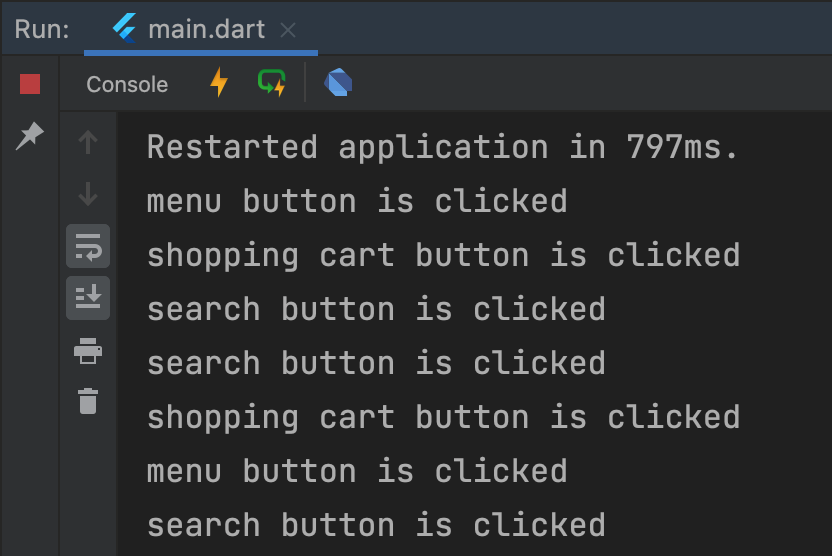 Run: main.dart
Console
Restarted application in 797ms.
menu button is clicked
shopping cart button is clicked
search button is clicked
search button is clicked
shopping cart button is clicked
menu button is clicked
search button is clicked